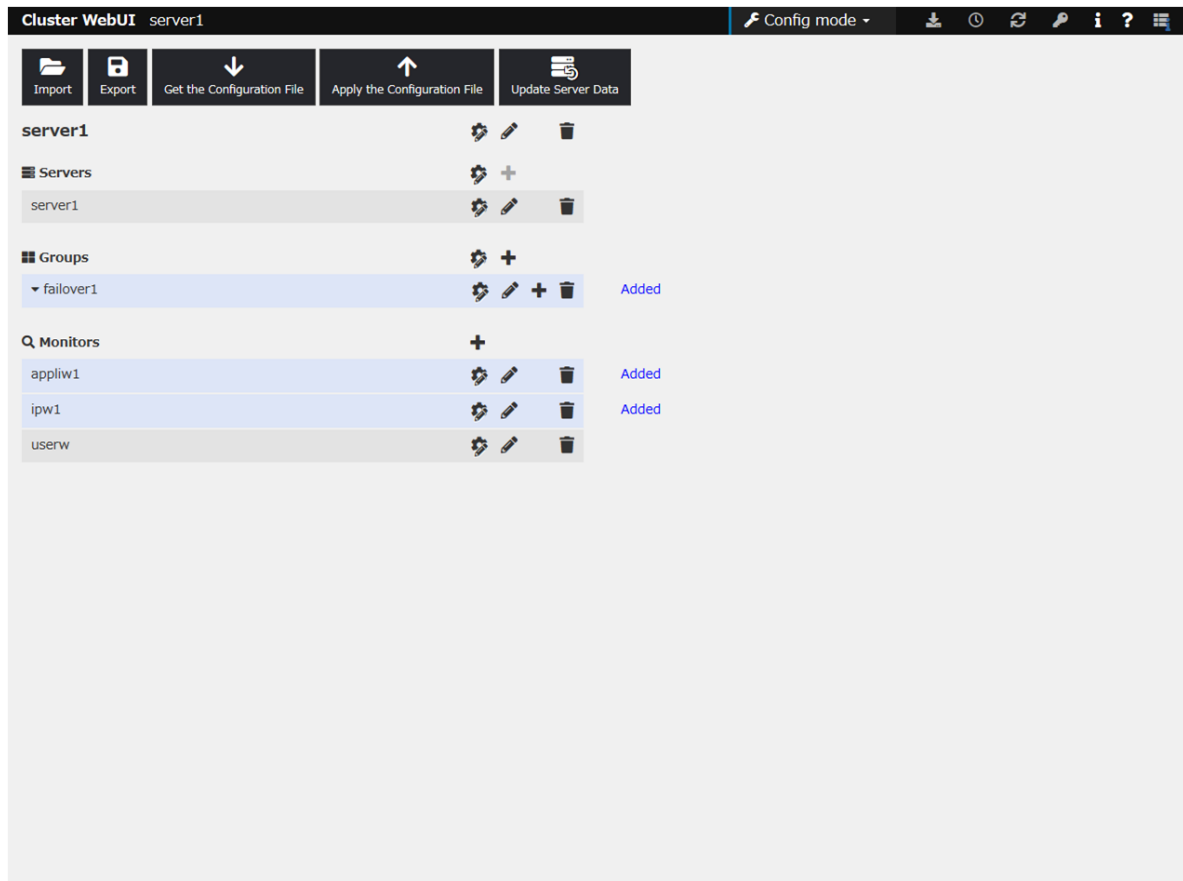 Cluster WebUI server1 Config mode
Import Export Get the Configuration File Apply the Configuration File Update Server Data
server1
Servers
server1
Groups
failover1 Added
Monitors
appliw1 Added
ipw1 Added
userw